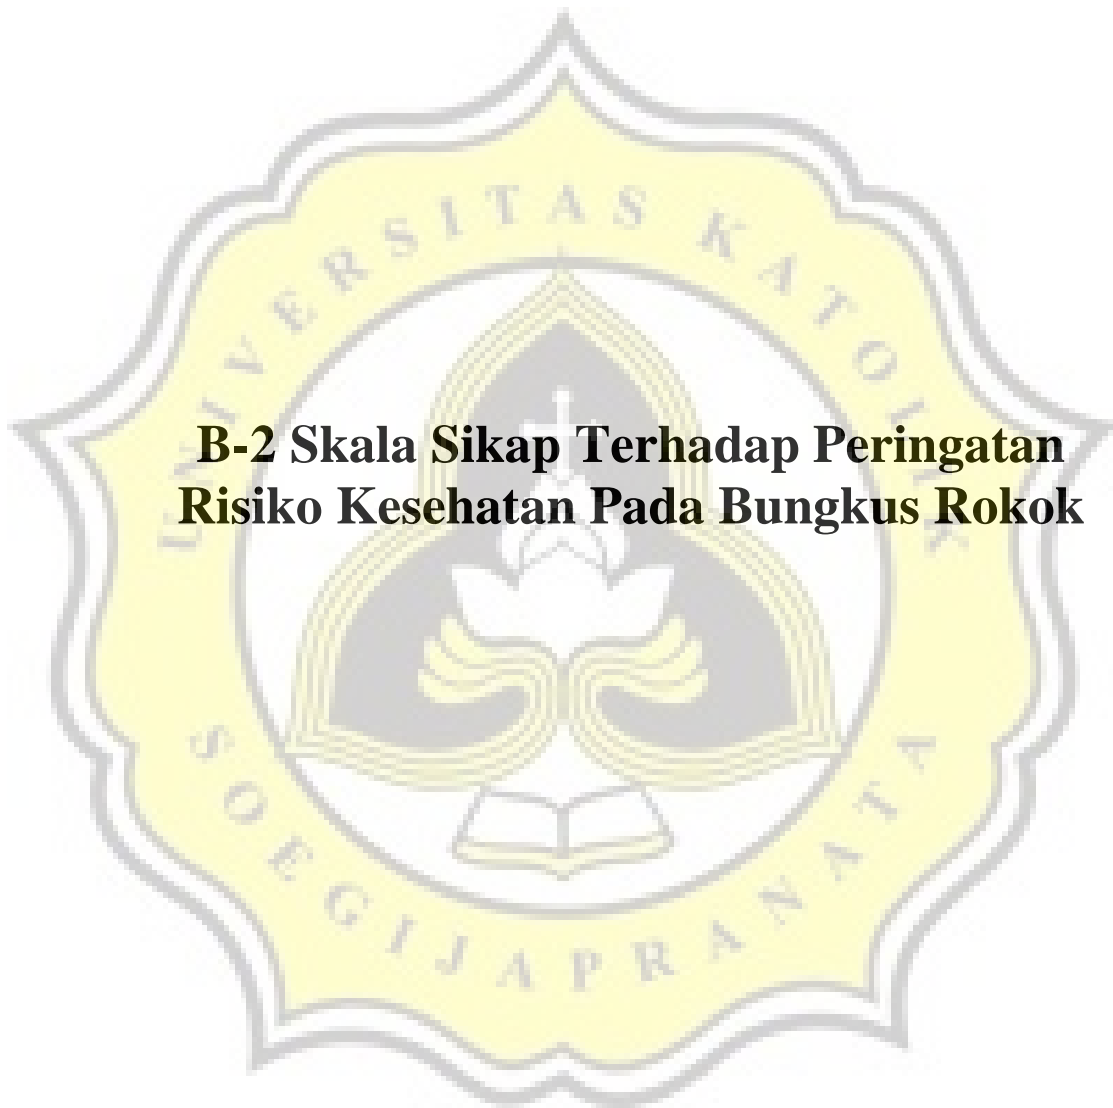 UNIVERSITAS KATOLIK
B-2 Skala Sikap Terhadap Peringatan
Risiko Kesehatan Pada Bungkus Rokok
SOEGIJAPRANATA